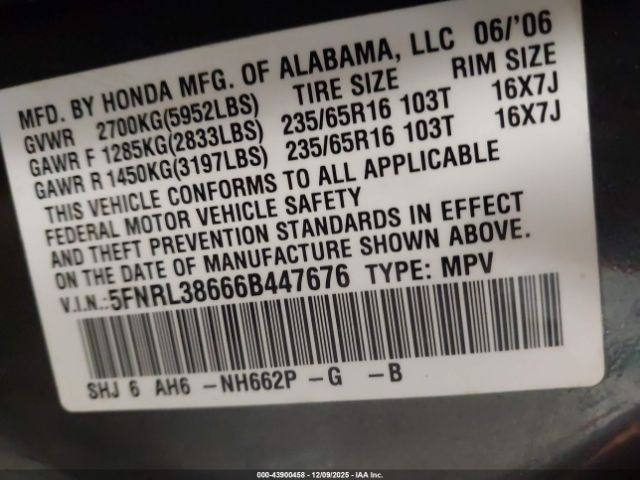 MFD. BY HONDA MFG. OF ALABAMA, LLC 06/'06
GVWR 2700KG(5952LBS) TIRE SIZE RIM SIZE
GAWR F 1285KG(2833LBS) 235/65R16 103T 16X7J
GAWR R 1450KG(3197LBS) 235/65R16 103T 16X7J
THIS VEHICLE CONFORMS TO ALL APPLICABLE
FEDERAL MOTOR VEHICLE SAFETY
AND THEFT PREVENTION STANDARDS IN EFFECT
ON THE DATE OF MANUFACTURE SHOWN ABOVE.
V.I.N.:5FNRL38666B447676 TYPE: MPV
SHJ 6 AH6 -NH662P -G -B
000-43900458 - 12/09/2025 - IAA Inc.